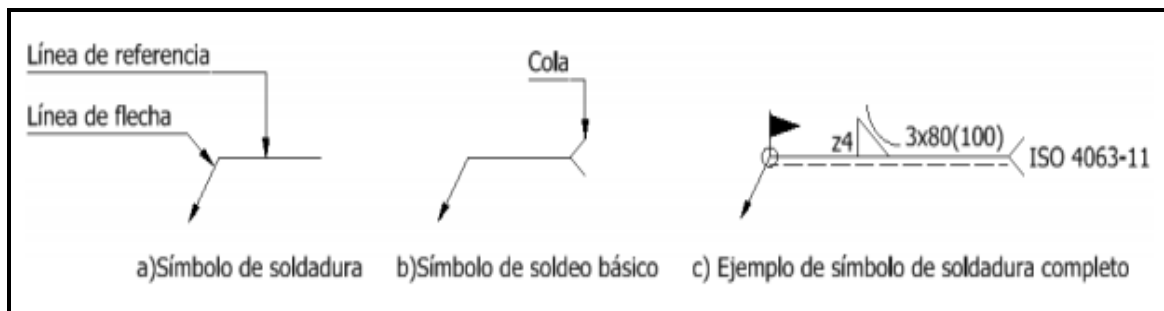 Línea de referencia
Línea de flecha
Cola
z4
3x80(100)
ISO 4063-11
a)Símbolo de soldadura
b)Símbolo de soldeo básico
c) Ejemplo de símbolo de soldadura completo